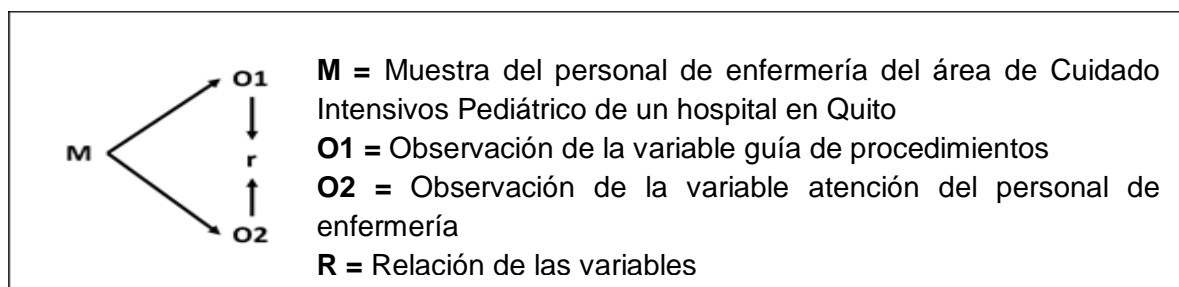 O1
M
r
O2
M = Muestra del personal de enfermería del área de Cuidado
Intensivos Pediátrico de un hospital en Quito
O1 = Observación de la variable guía de procedimientos
O2 = Observación de la variable atención del personal de
enfermería
R = Relación de las variables